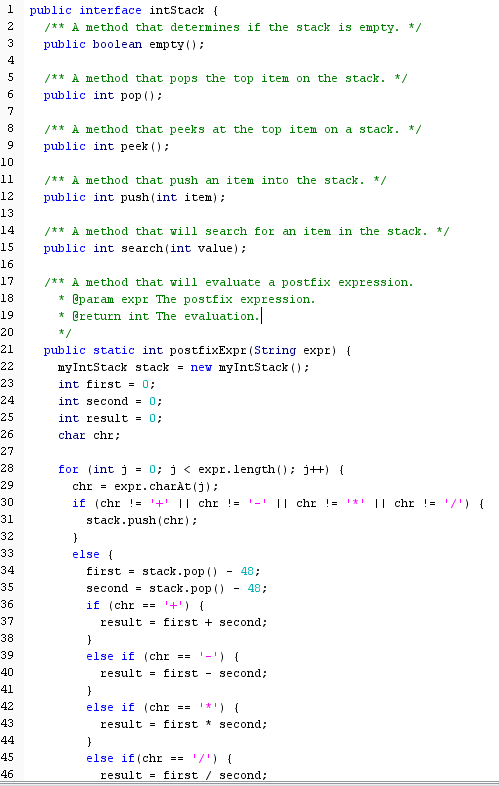 1 public interface intStack {
2 /** A method that determines if the stack is empty. */
3 public boolean empty();
4
5 /** A method that pops the top item on the stack. */
6 public int pop();
7
8 /** A method that peeks at the top item on a stack. */
9 public int peek();
10
11 /** A method that push an item into the stack. */
12 public int push(int item);
13
14 /** A method that will search for an item in the stack. */
15 public int search(int value);
16
17 /** A method that will evaluate a postfix expression.
18 * @param expr The postfix expression.
19 * @return int The evaluation.
20 */
21 public static int postfixExpr(String expr) {
22 myIntStack stack = new myIntStack();
23 int first = 0;
24 int second = 0;
25 int result = 0;
26 char chr;
27
28 for (int j = 0; j < expr.length(); j++) {
29 chr = expr.charAt(j);
30 if (chr != '+' || chr != '-' || chr != '*' || chr != '/') {
31 stack.push(chr);
32 }
33 else {
34 first = stack.pop() - 48;
35 second = stack.pop() - 48;
36 if (chr == '+') {
37 result = first + second;
38 }
39 else if (chr == '-') {
40 result = first - second;
41 }
42 else if (chr == '*') {
43 result = first * second;
44 }
45 else if(chr == '/') {
46 result = first / second;